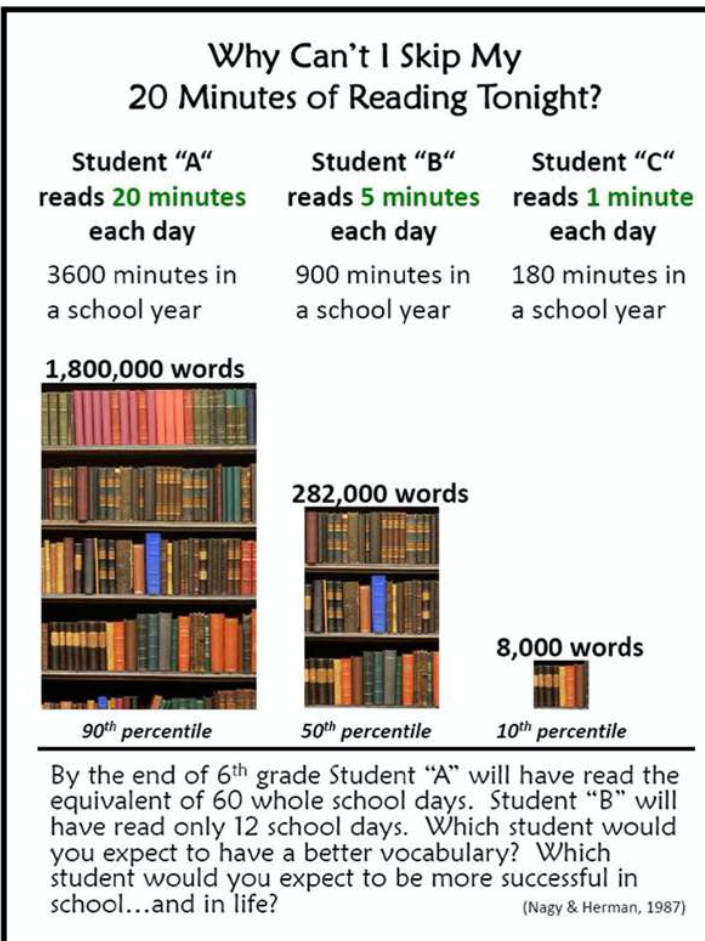 Why Can't I Skip My
20 Minutes of Reading Tonight?
Student “A“
reads 20 minutes
each day
3600 minutes in
a school year
1,800,000 words
90th percentile
Student “B“
reads 5 minutes
each day
900 minutes in
a school year
282,000 words
50th percentile
Student “C“
reads 1 minute
each day
180 minutes in
a school year
8,000 words
10th percentile
By the end of 6th grade Student “A” will have read the
equivalent of 60 whole school days. Student “B” will
have read only 12 school days. Which student would
you expect to have a better vocabulary? Which
student would you expect to be more successful in
school...and in life?
(Nagy & Herman, 1987)